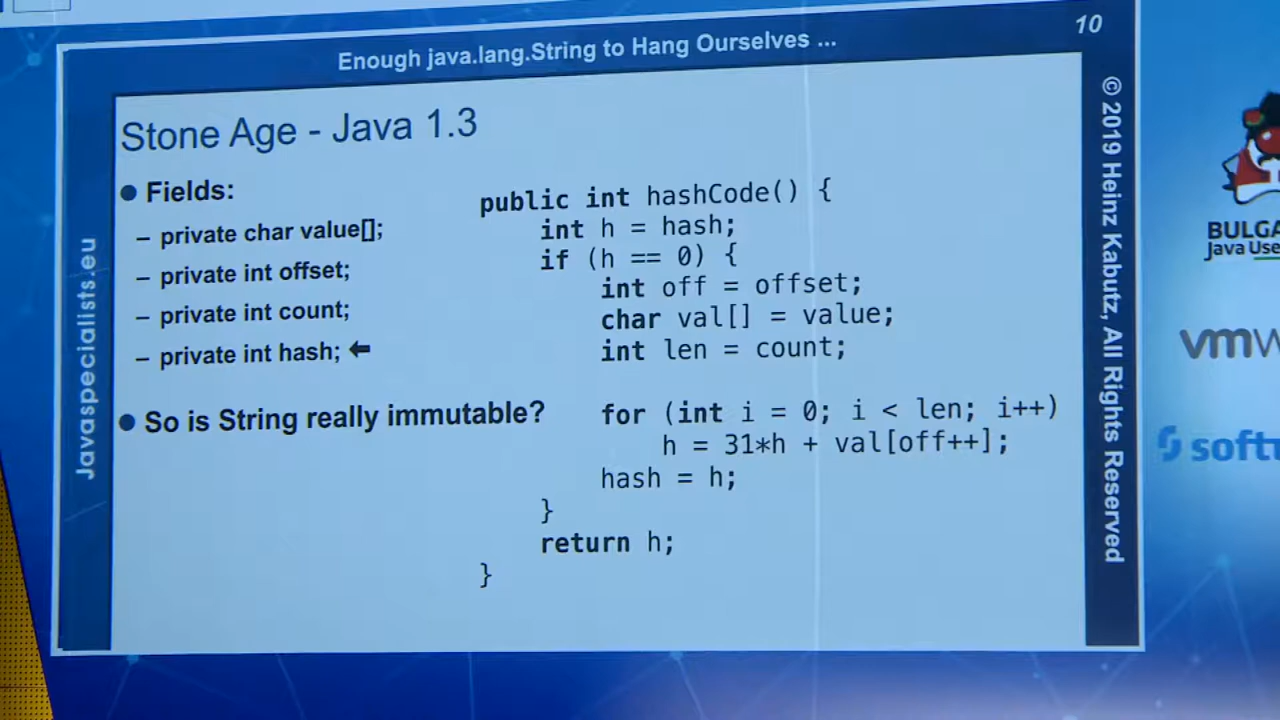 Enough java.lang.String to Hang Ourselves ...
10
Stone Age - Java 1.3
Fields:
– private char value[];
– private int offset;
– private int count;
– private int hash;
So is String really immutable?
public int hashCode() {
int h = hash;
if (h == 0) {
int off = offset;
char val[] = value;
int len = count;
for (int i = 0; i < len; i++)
h = 31*h + val[off++];
hash = h;
}
return h;
}
Javaspecialists.eu
© 2019 Heinz Kabutz, All Rights Reserved
BULGA
Java Use
vmw
softw